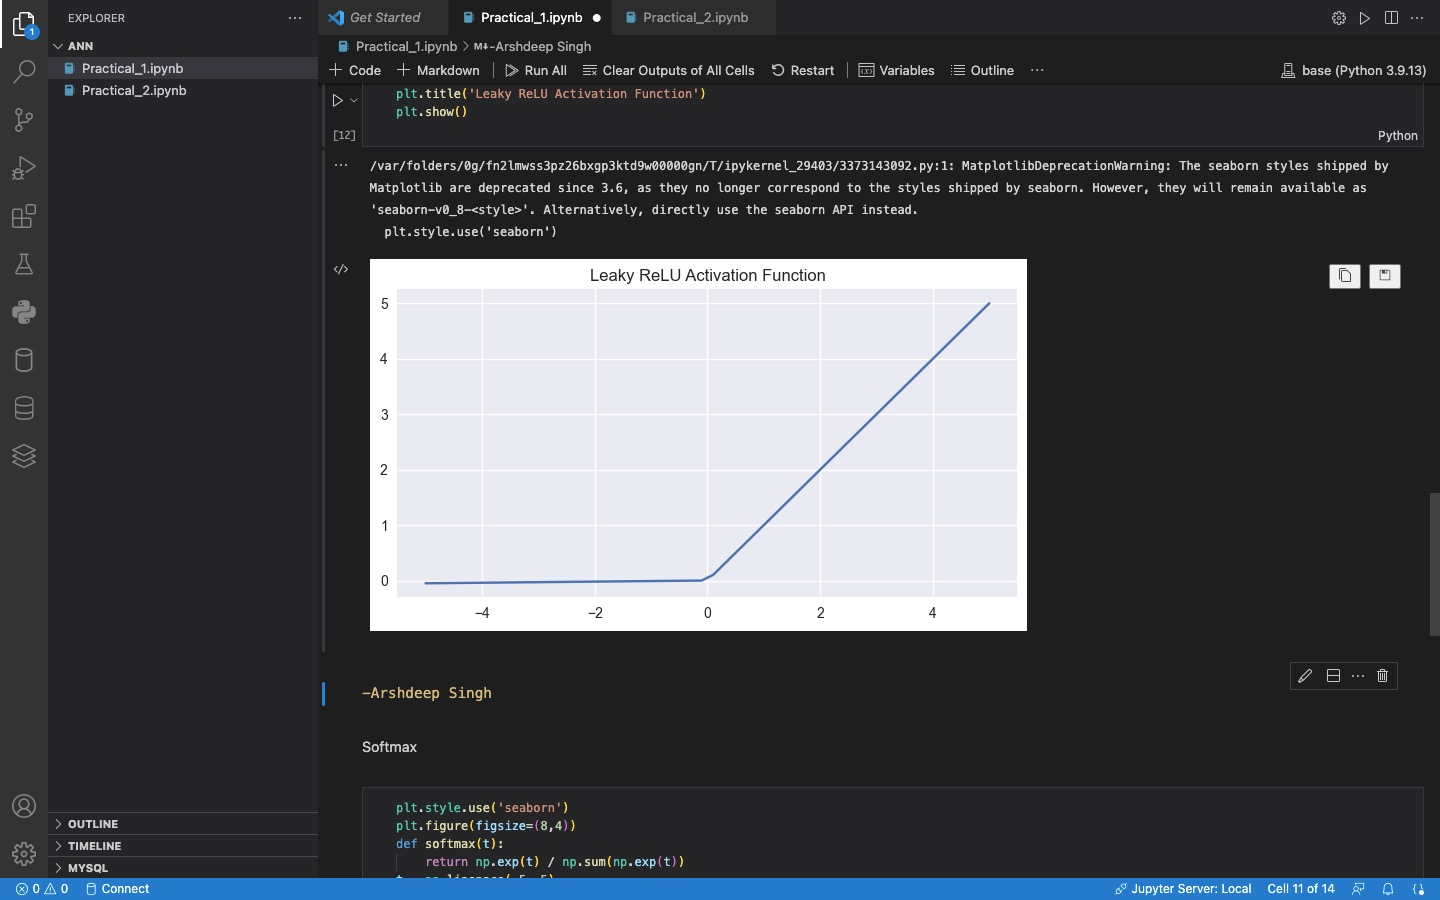 EXPLORER
Get Started
Practical_1.ipynb
Practical_2.ipynb
1
ANN
Practical_1.ipynb
Practical_2.ipynb
Practical_1.ipynb > M↓-Arshdeep Singh
Code
Markdown
Run All
Clear Outputs of All Cells
Restart
Variables
Outline
base (Python 3.9.13)
plt.title('Leaky ReLU Activation Function')
plt.show()
[12]
Python
/var/folders/0g/fn2lmwss3pz26bxgp3ktd9w00000gn/T/ipykernel_29403/3373143092.py:1: MatplotlibDeprecationWarning: The seaborn styles shipped by
Matplotlib are deprecated since 3.6, as they no longer correspond to the styles shipped by seaborn. However, they will remain available as
'seaborn-v0_8-<style>'. Alternatively, directly use the seaborn API instead.
plt.style.use('seaborn')
Leaky ReLU Activation Function
5
4
3
2
1
0
−4 −2 0 2 4
-Arshdeep Singh
Softmax
plt.style.use('seaborn')
plt.figure(figsize=(8,4))
def softmax(t):
return np.exp(t) / np.sum(np.exp(t))
OUTLINE
TIMELINE
MYSQL
0 0
Connect
Jupyter Server: Local
Cell 11 of 14